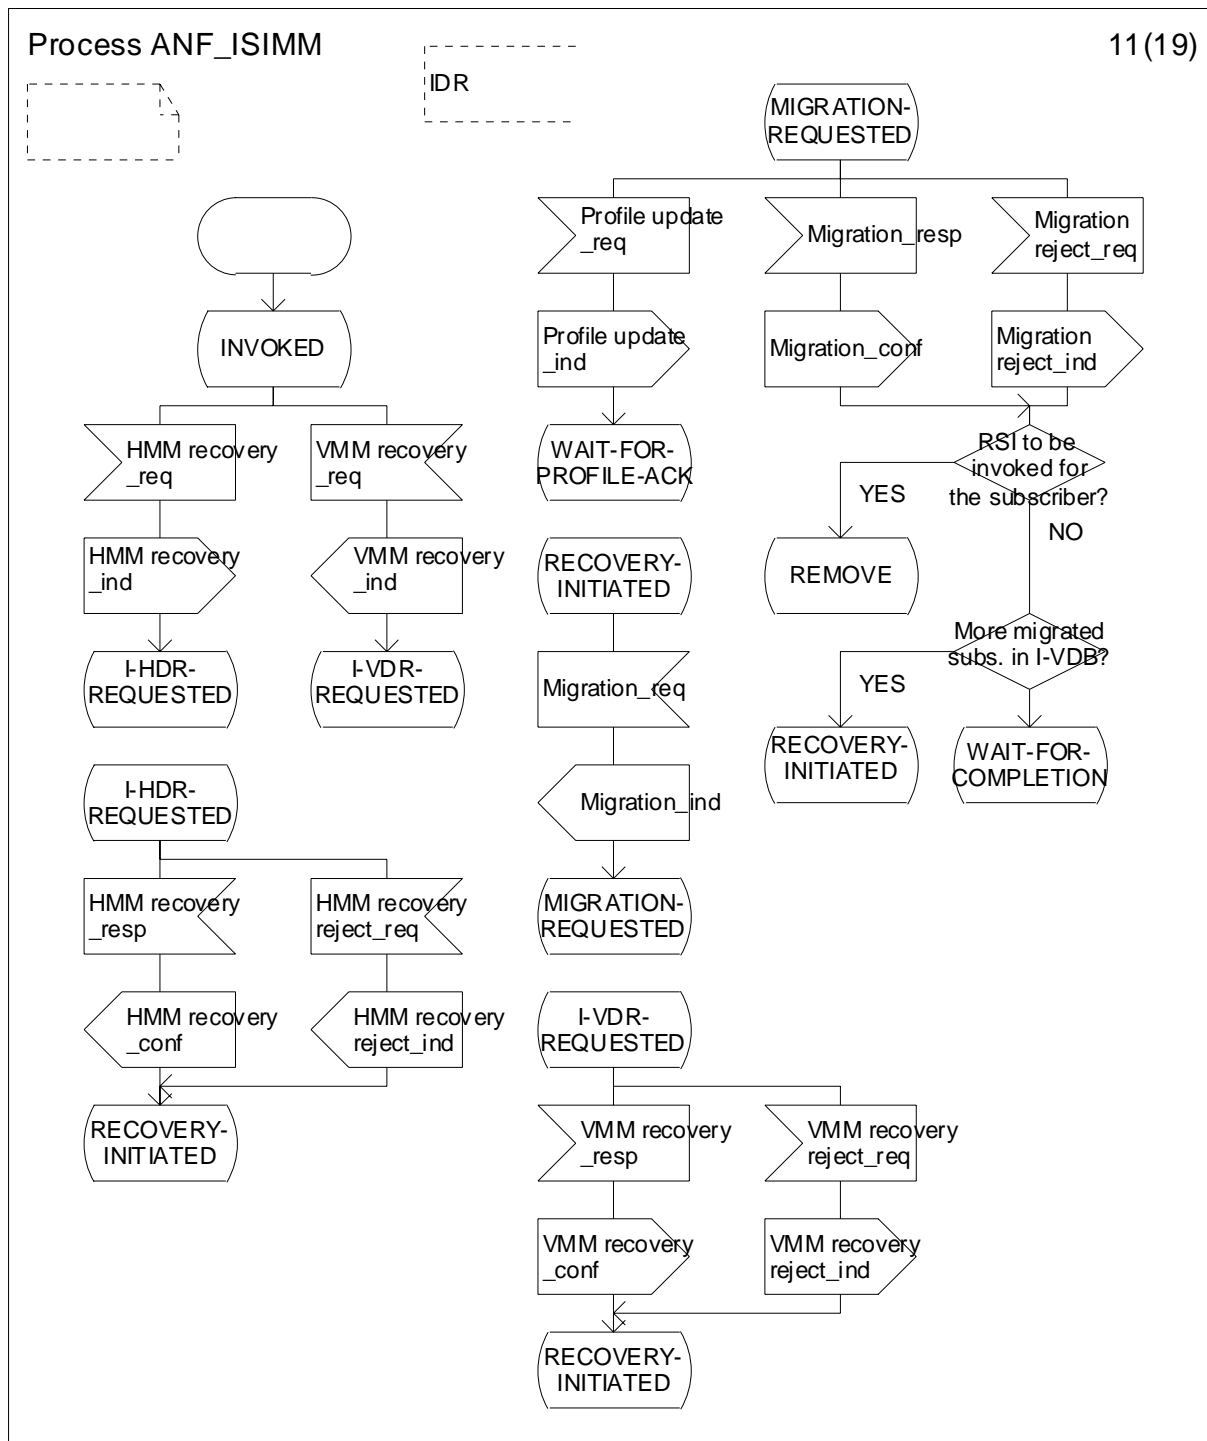 Process ANF_ISIMM
IDR
11(19)
INVOKED
HMM recovery
_req
VMM recovery
_req
HMM recovery
_ind
VMM recovery
_ind
I-HDR-
REQUESTED
I-VDR-
REQUESTED
I-HDR-
REQUESTED
HMM recovery
_resp
HMM recovery
reject_req
HMM recovery
_conf
HMM recovery
reject_ind
RECOVERY-
INITIATED
MIGRATION-
REQUESTED
Profile update
_req
Migration_resp
Migration
reject_req
Profile update
_ind
Migration_conf
Migration
reject_ind
WAIT-FOR-
PROFILE-ACK
RSI to be
invoked for
the subscriber?
YES
NO
REMOVE
More migrated
subs. in I-VDB?
YES
RECOVERY-
INITIATED
WAIT-FOR-
COMPLETION
RECOVERY-
INITIATED
Migration_req
Migration_ind
MIGRATION-
REQUESTED
I-VDR-
REQUESTED
VMM recovery
_resp
VMM recovery
reject_req
VMM recovery
_conf
VMM recovery
reject_ind
RECOVERY-
INITIATED